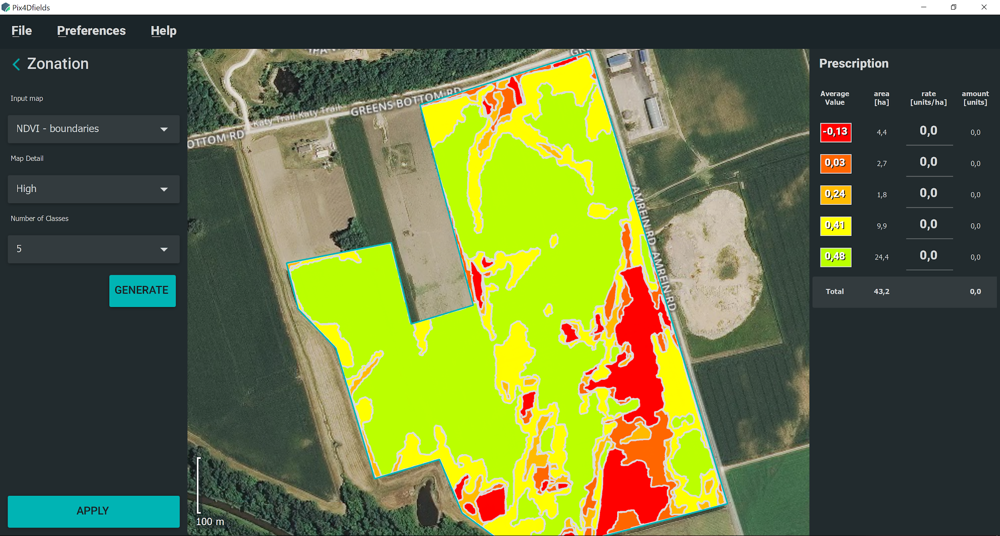 Pix4Dfields
File Preferences Help
Zonation
Input map
NDVI - boundaries
Map Detail
High
Number of Classes
5
GENERATE
APPLY
GREENS BOTTOM RD
Katy Trail Katy Trail
OTTOM RD
AMREIN RD AMREIN RD
100 m
Prescription
Average Value area [ha] rate [units/ha] amount [units]
-0,13 4,4 0,0 0,0
0,03 2,7 0,0 0,0
0,24 1,8 0,0 0,0
0,41 9,9 0,0 0,0
0,48 24,4 0,0 0,0
Total 43,2 0,0